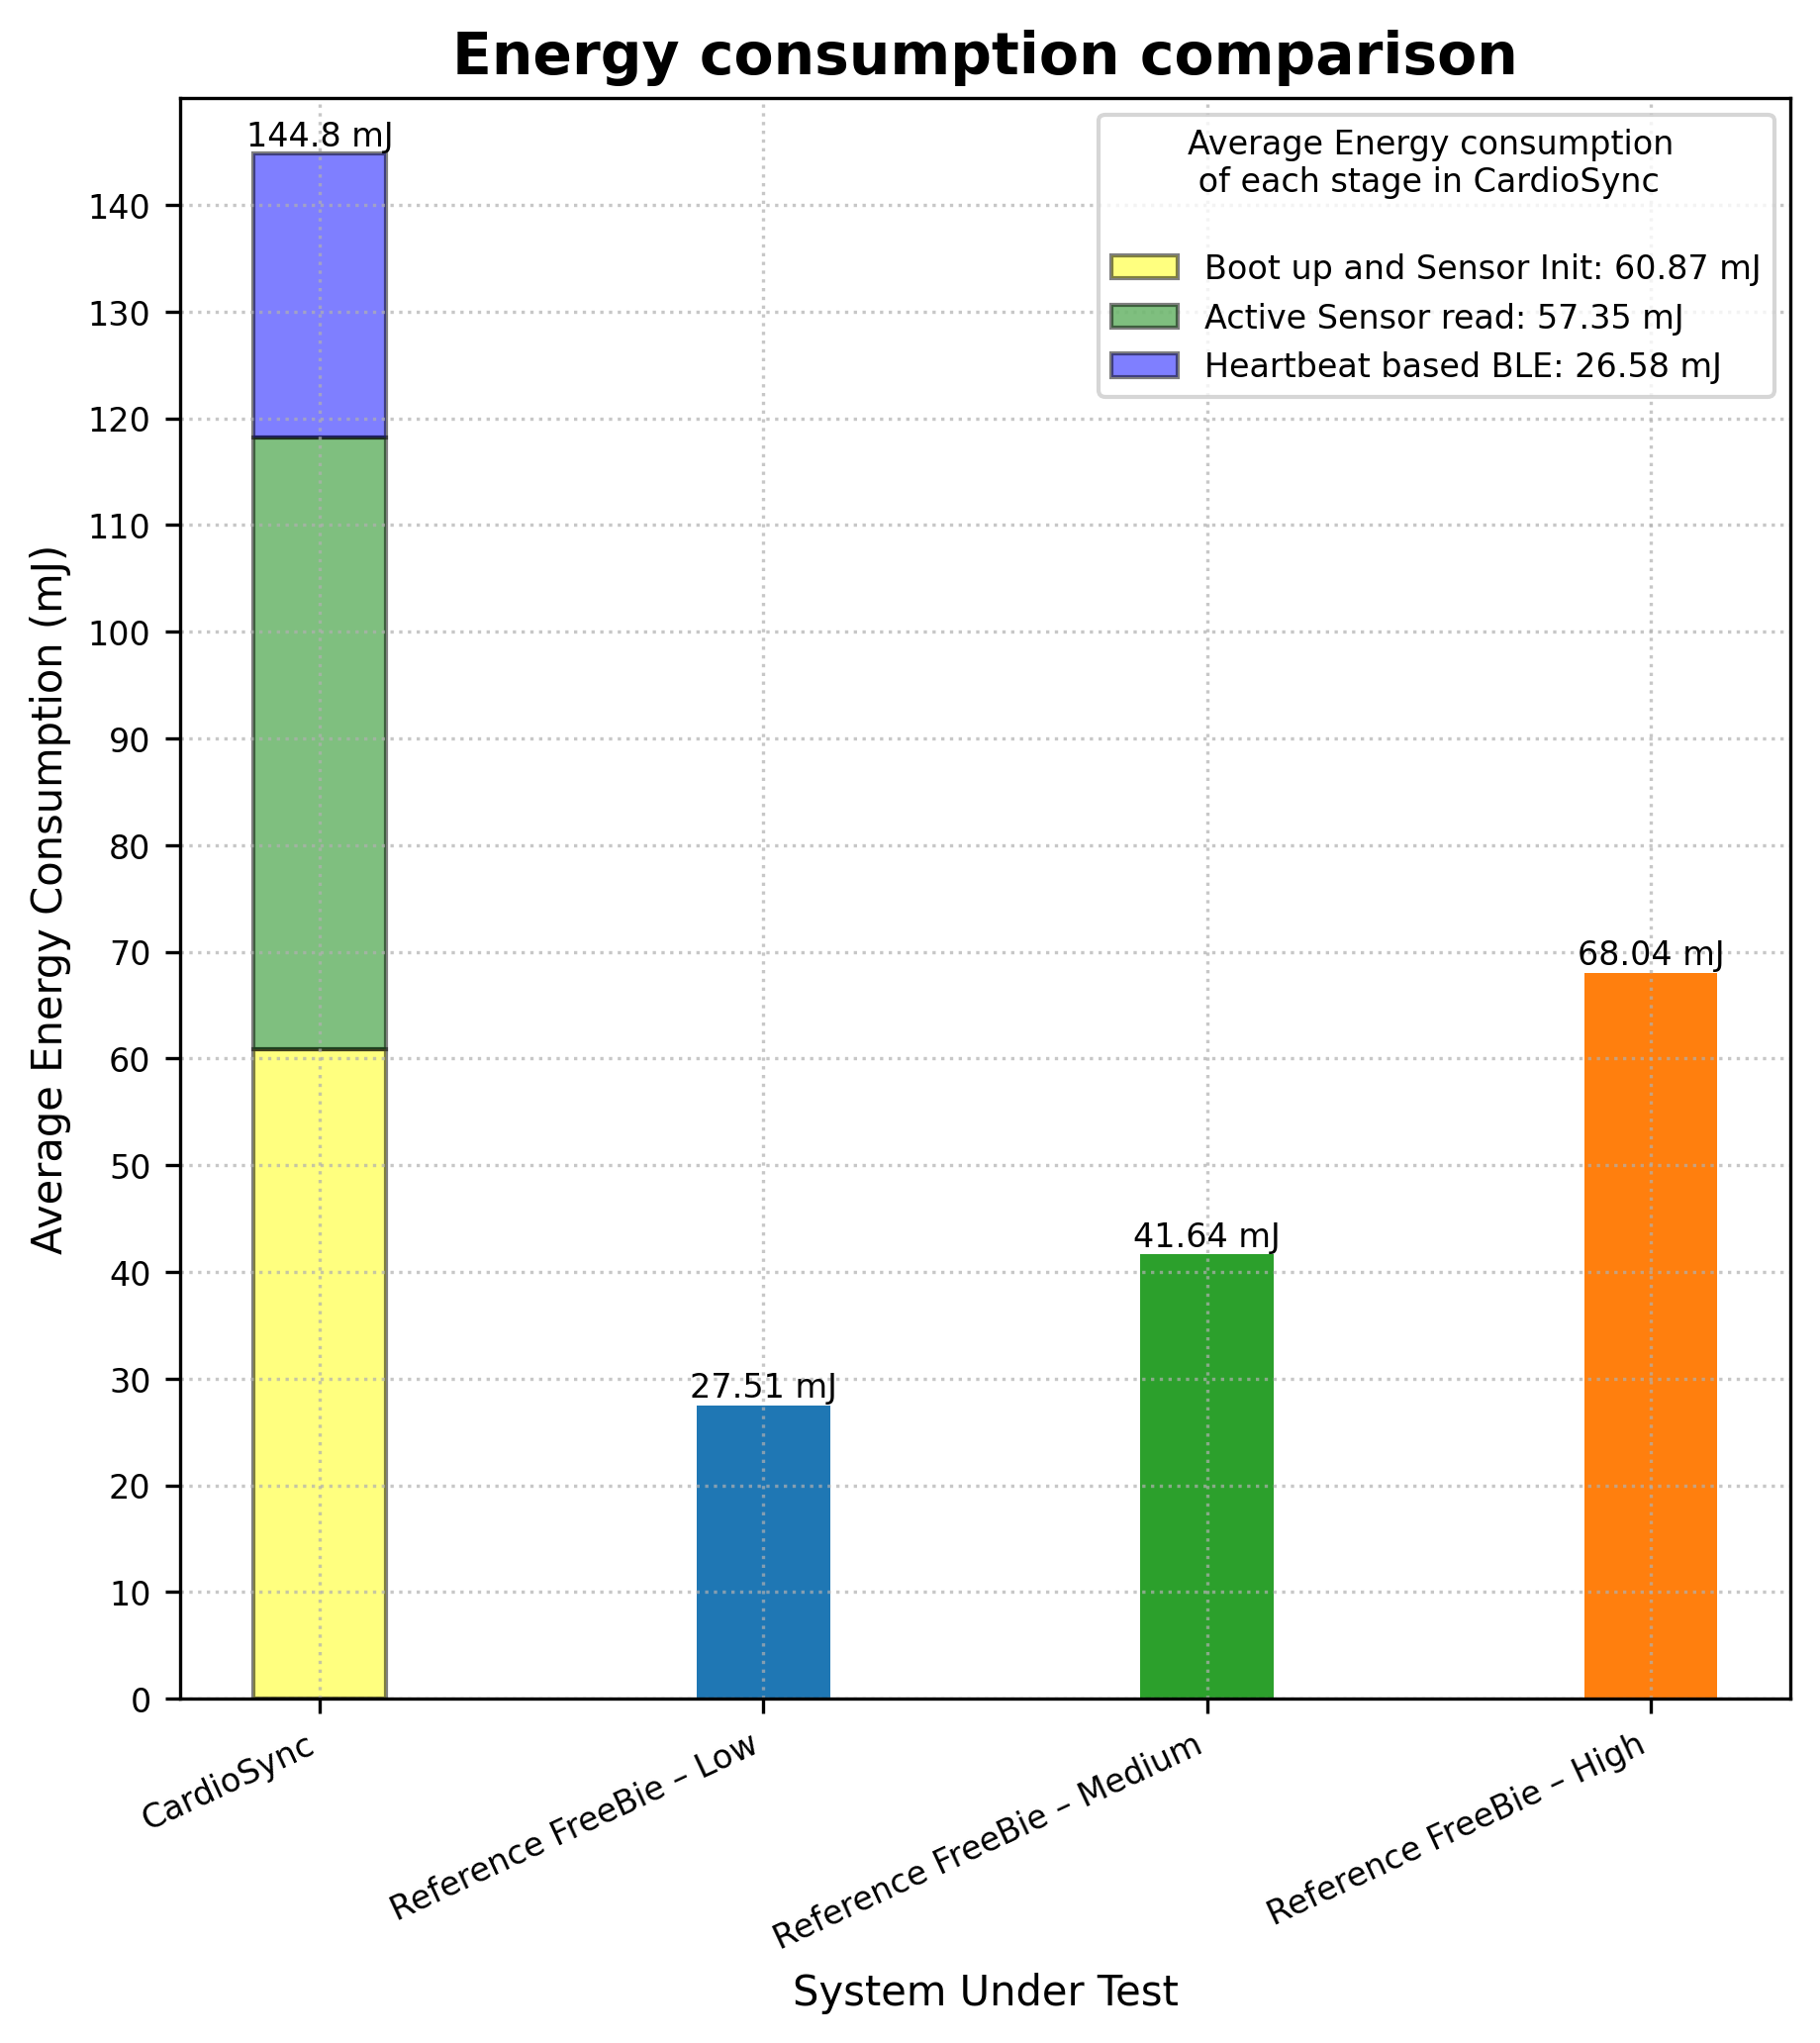 Energy consumption comparison
144.8 mJ
Average Energy consumption
of each stage in CardioSync
Boot up and Sensor Init: 60.87 mJ
Active Sensor read: 57.35 mJ
Heartbeat based BLE: 26.58 mJ
140
130
120
110
100
90
80
70
60
50
40
30
20
10
0
Average Energy Consumption (mJ)
27.51 mJ
41.64 mJ
68.04 mJ
CardioSync
Reference FreeBie – Low
Reference FreeBie – Medium
Reference FreeBie – High
System Under Test